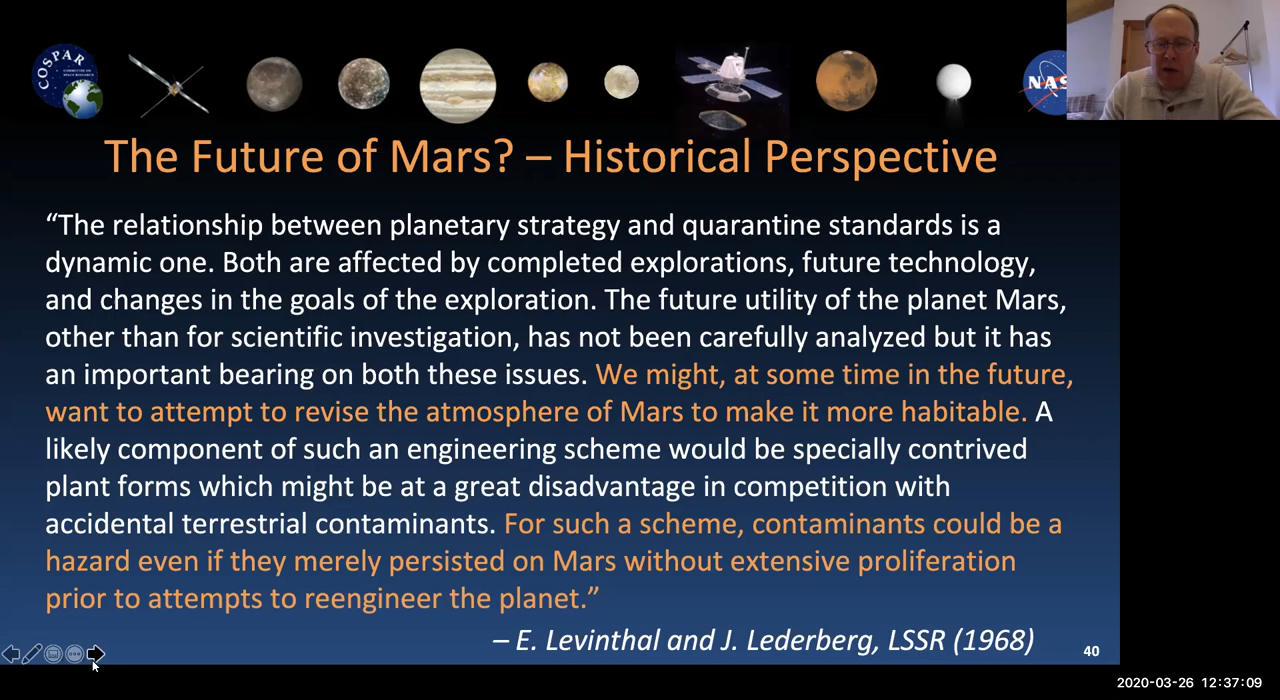 COSPAR
COMMITTEE ON
SPACE RESEARCH
NAS
The Future of Mars? – Historical Perspective
“The relationship between planetary strategy and quarantine standards is a
dynamic one. Both are affected by completed explorations, future technology,
and changes in the goals of the exploration. The future utility of the planet Mars,
other than for scientific investigation, has not been carefully analyzed but it has
an important bearing on both these issues. We might, at some time in the future,
want to attempt to revise the atmosphere of Mars to make it more habitable. A
likely component of such an engineering scheme would be specially contrived
plant forms which might be at a great disadvantage in competition with
accidental terrestrial contaminants. For such a scheme, contaminants could be a
hazard even if they merely persisted on Mars without extensive proliferation
prior to attempts to reengineer the planet.”
– E. Levinthal and J. Lederberg, LSSR (1968)
40
2020-03-26 12:37:09